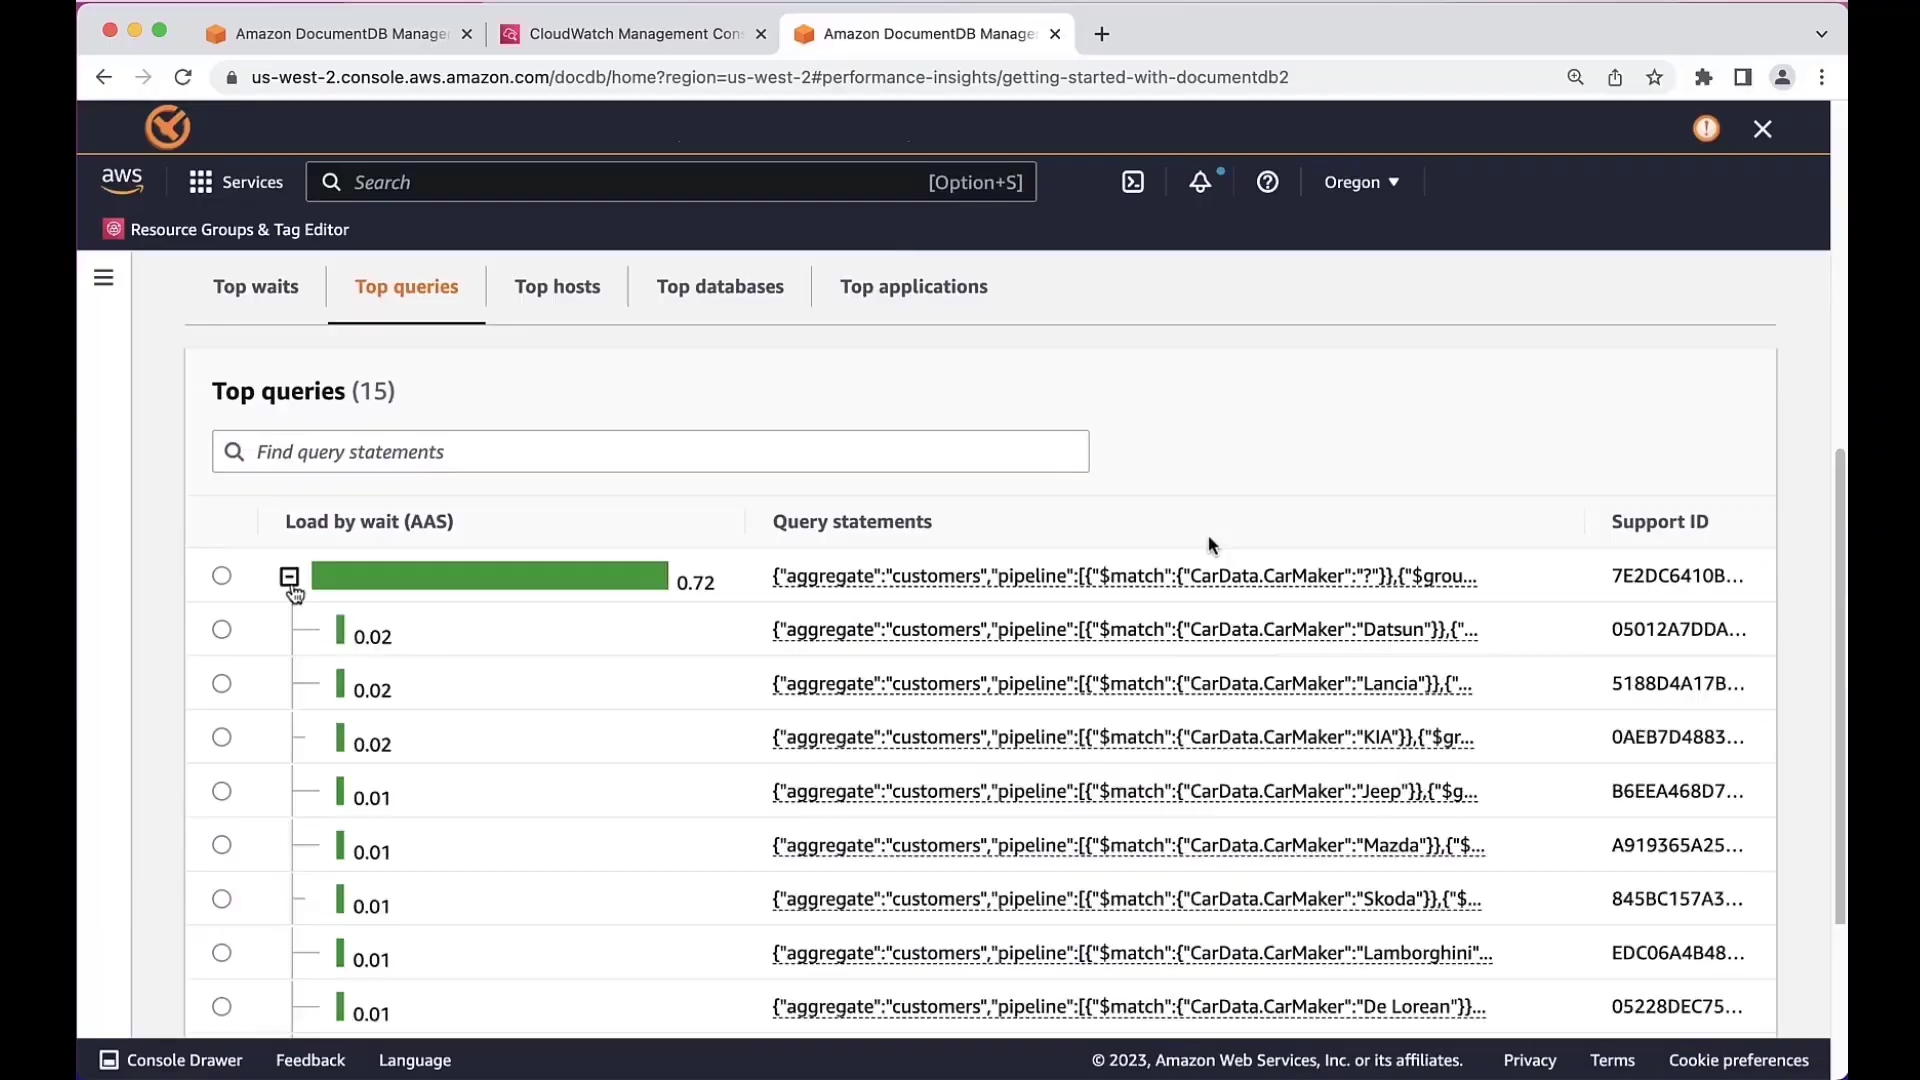 Amazon DocumentDB Manage
CloudWatch Management Con
Amazon DocumentDB Manage
us-west-2.console.aws.amazon.com/docdb/home?region=us-west-2#performance-insights/getting-started-with-documentdb2
aws
Services
Search
[Option+S]
Oregon
Resource Groups & Tag Editor
Top waits
Top queries
Top hosts
Top databases
Top applications
Top queries (15)
Find query statements
Load by wait (AAS)
Query statements
Support ID
0.72
{"aggregate":"customers","pipeline":[{"$match":{"CarData.CarMaker":"?"}},{"$grou...
7E2DC6410B...
0.02
{"aggregate":"customers","pipeline":[{"$match":{"CarData.CarMaker":"Datsun"}},{"...
05012A7DDA...
0.02
{"aggregate":"customers","pipeline":[{"$match":{"CarData.CarMaker":"Lancia"}},{"...
5188D4A17B...
0.02
{"aggregate":"customers","pipeline":[{"$match":{"CarData.CarMaker":"KIA"}},{"$gr...
0AEB7D4883...
0.01
{"aggregate":"customers","pipeline":[{"$match":{"CarData.CarMaker":"Jeep"}},{"$g...
B6EEA468D7...
0.01
{"aggregate":"customers","pipeline":[{"$match":{"CarData.CarMaker":"Mazda"}},{"$...
A919365A25...
0.01
{"aggregate":"customers","pipeline":[{"$match":{"CarData.CarMaker":"Skoda"}},{"$...
845BC157A3...
0.01
{"aggregate":"customers","pipeline":[{"$match":{"CarData.CarMaker":"Lamborghini"...
EDC06A4B48...
0.01
{"aggregate":"customers","pipeline":[{"$match":{"CarData.CarMaker":"De Lorean"}}...
05228DEC75...
Console Drawer
Feedback
Language
© 2023, Amazon Web Services, Inc. or its affiliates.
Privacy
Terms
Cookie preferences